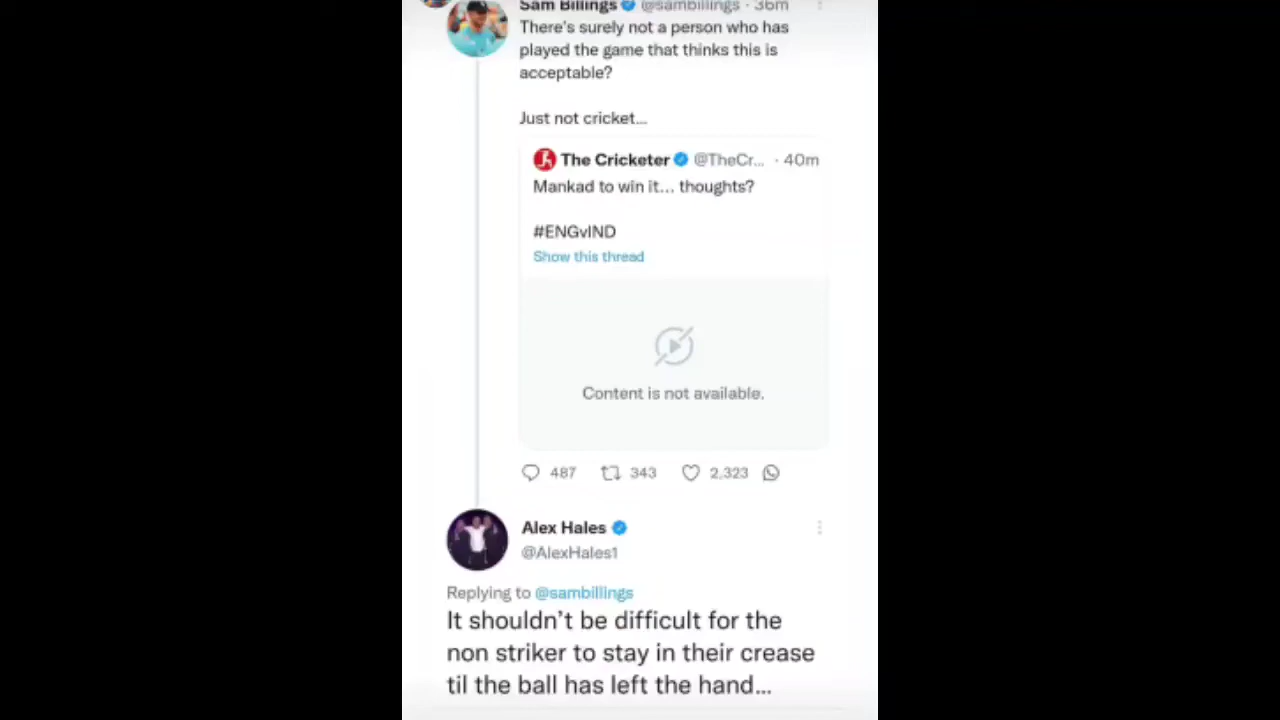 Sam Billings @sambillings · 36m
There's surely not a person who has
played the game that thinks this is
acceptable?
Just not cricket...
The Cricketer @TheCr... · 40m
Mankad to win it... thoughts?
#ENGvIND
Show this thread
Content is not available.
487 343 2,323
Alex Hales
@AlexHales1
Replying to @sambillings
It shouldn't be difficult for the
non striker to stay in their crease
til the ball has left the hand...